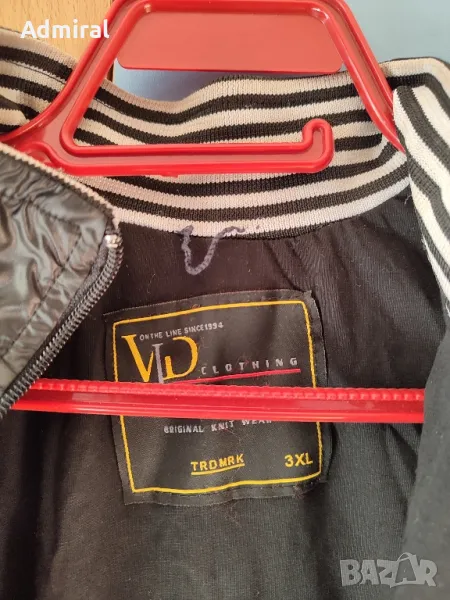 Admiral
ON THE LINE SINCE 1994
VLD
CLOTHING
ORIGINAL KNIT WEAR
TRDMRK 3XL
BAZAR